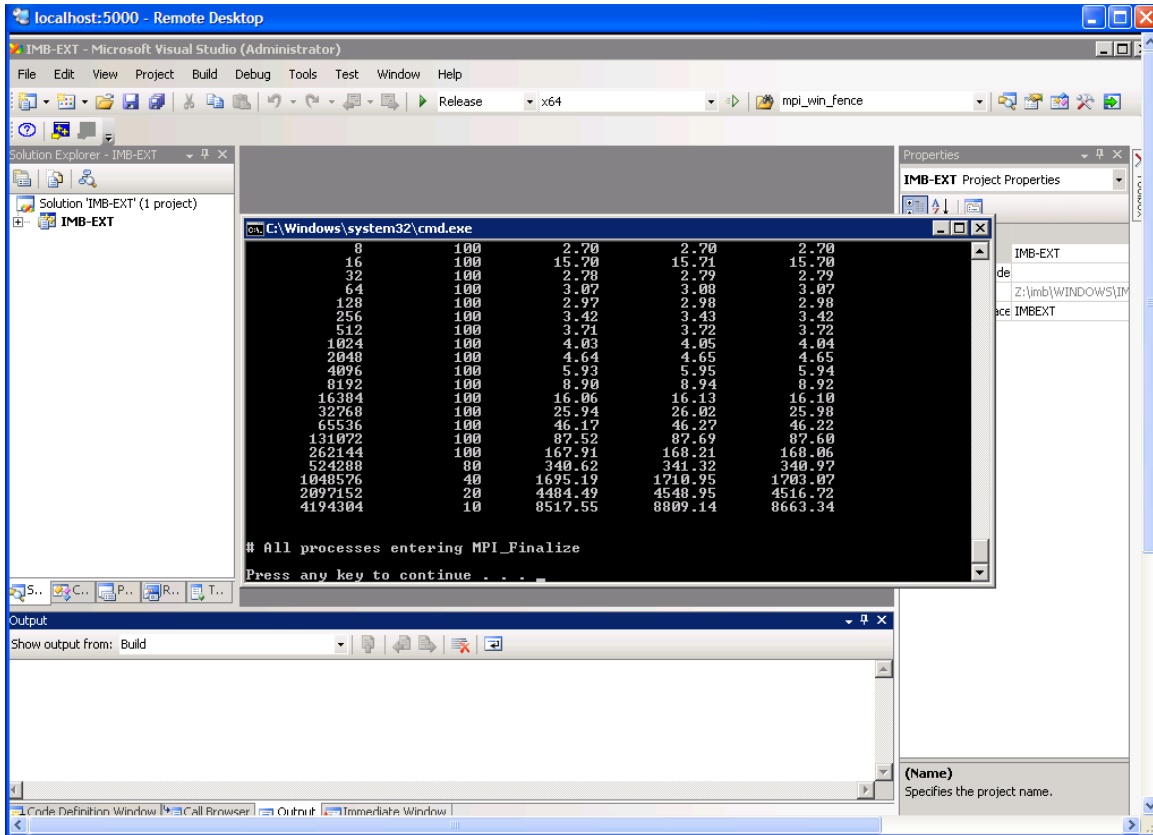 localhost:5000 - Remote Desktop
IMB-EXT - Microsoft Visual Studio (Administrator)
File Edit View Project Build Debug Tools Test Window Help
Release x64 mpi_win_fence
Solution Explorer - IMB-EXT
Solution 'IMB-EXT' (1 project)
IMB-EXT
C:\Windows\system32\cmd.exe
8 100 2.70 2.70 2.70
16 100 15.70 15.71 15.70
32 100 2.78 2.79 2.79
64 100 3.07 3.08 3.07
128 100 2.97 2.98 2.98
256 100 3.42 3.43 3.42
512 100 3.71 3.72 3.72
1024 100 4.03 4.05 4.04
2048 100 4.64 4.65 4.65
4096 100 5.93 5.95 5.94
8192 100 8.90 8.94 8.92
16384 100 16.06 16.13 16.10
32768 100 25.94 26.02 25.98
65536 100 46.17 46.27 46.22
131072 100 87.52 87.69 87.60
262144 100 167.91 168.21 168.06
524288 80 340.62 341.32 340.97
1048576 40 1695.19 1710.95 1703.07
2097152 20 4484.49 4548.95 4516.72
4194304 10 8517.55 8809.14 8663.34
# All processes entering MPI_Finalize
Press any key to continue . . . _
Properties
IMB-EXT Project Properties
IMB-EXT
de
Z:\imb\WINDOWS\IM
ace IMBEXT
S.. C.. P.. R.. T..
Output
Show output from: Build
(Name)
Specifies the project name.
Code Definition Window Call Browser Output Immediate Window